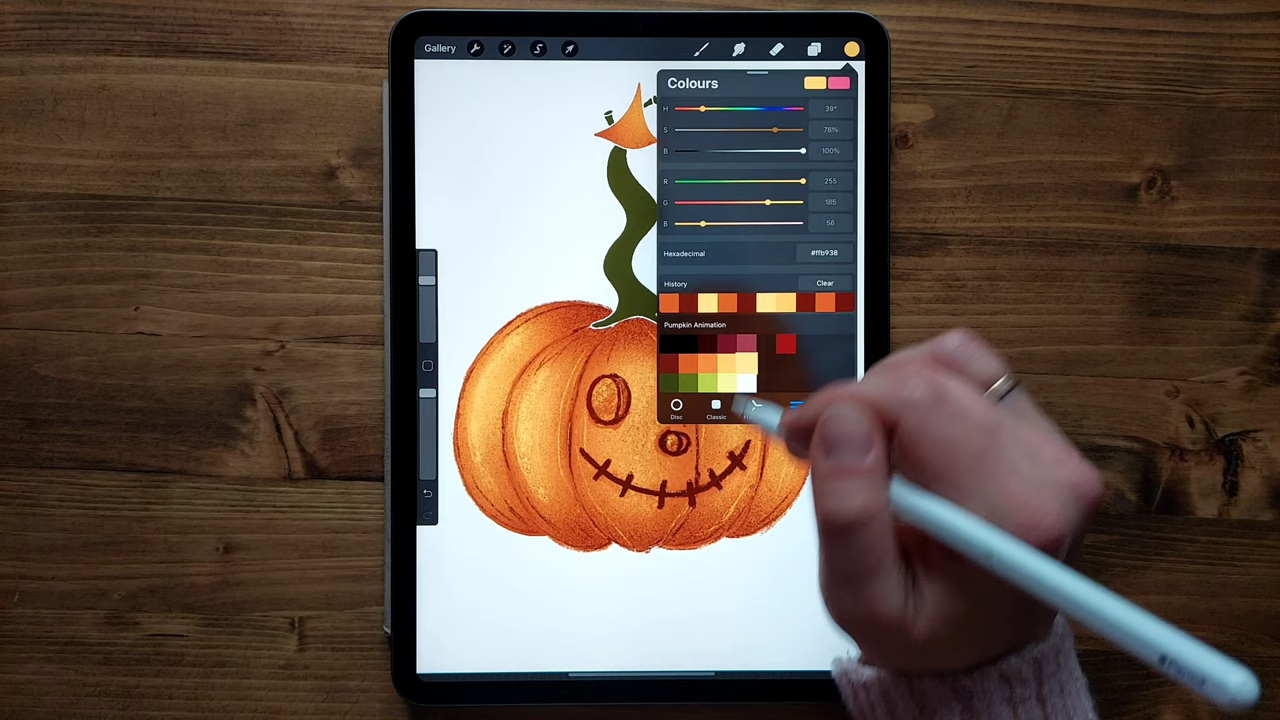 Gallery
Colours
H 39°
S 78%
B 100%
R 255
G 185
B 56
Hexadecimal #ffb938
History Clear
Pumpkin Animation
Disc Classic